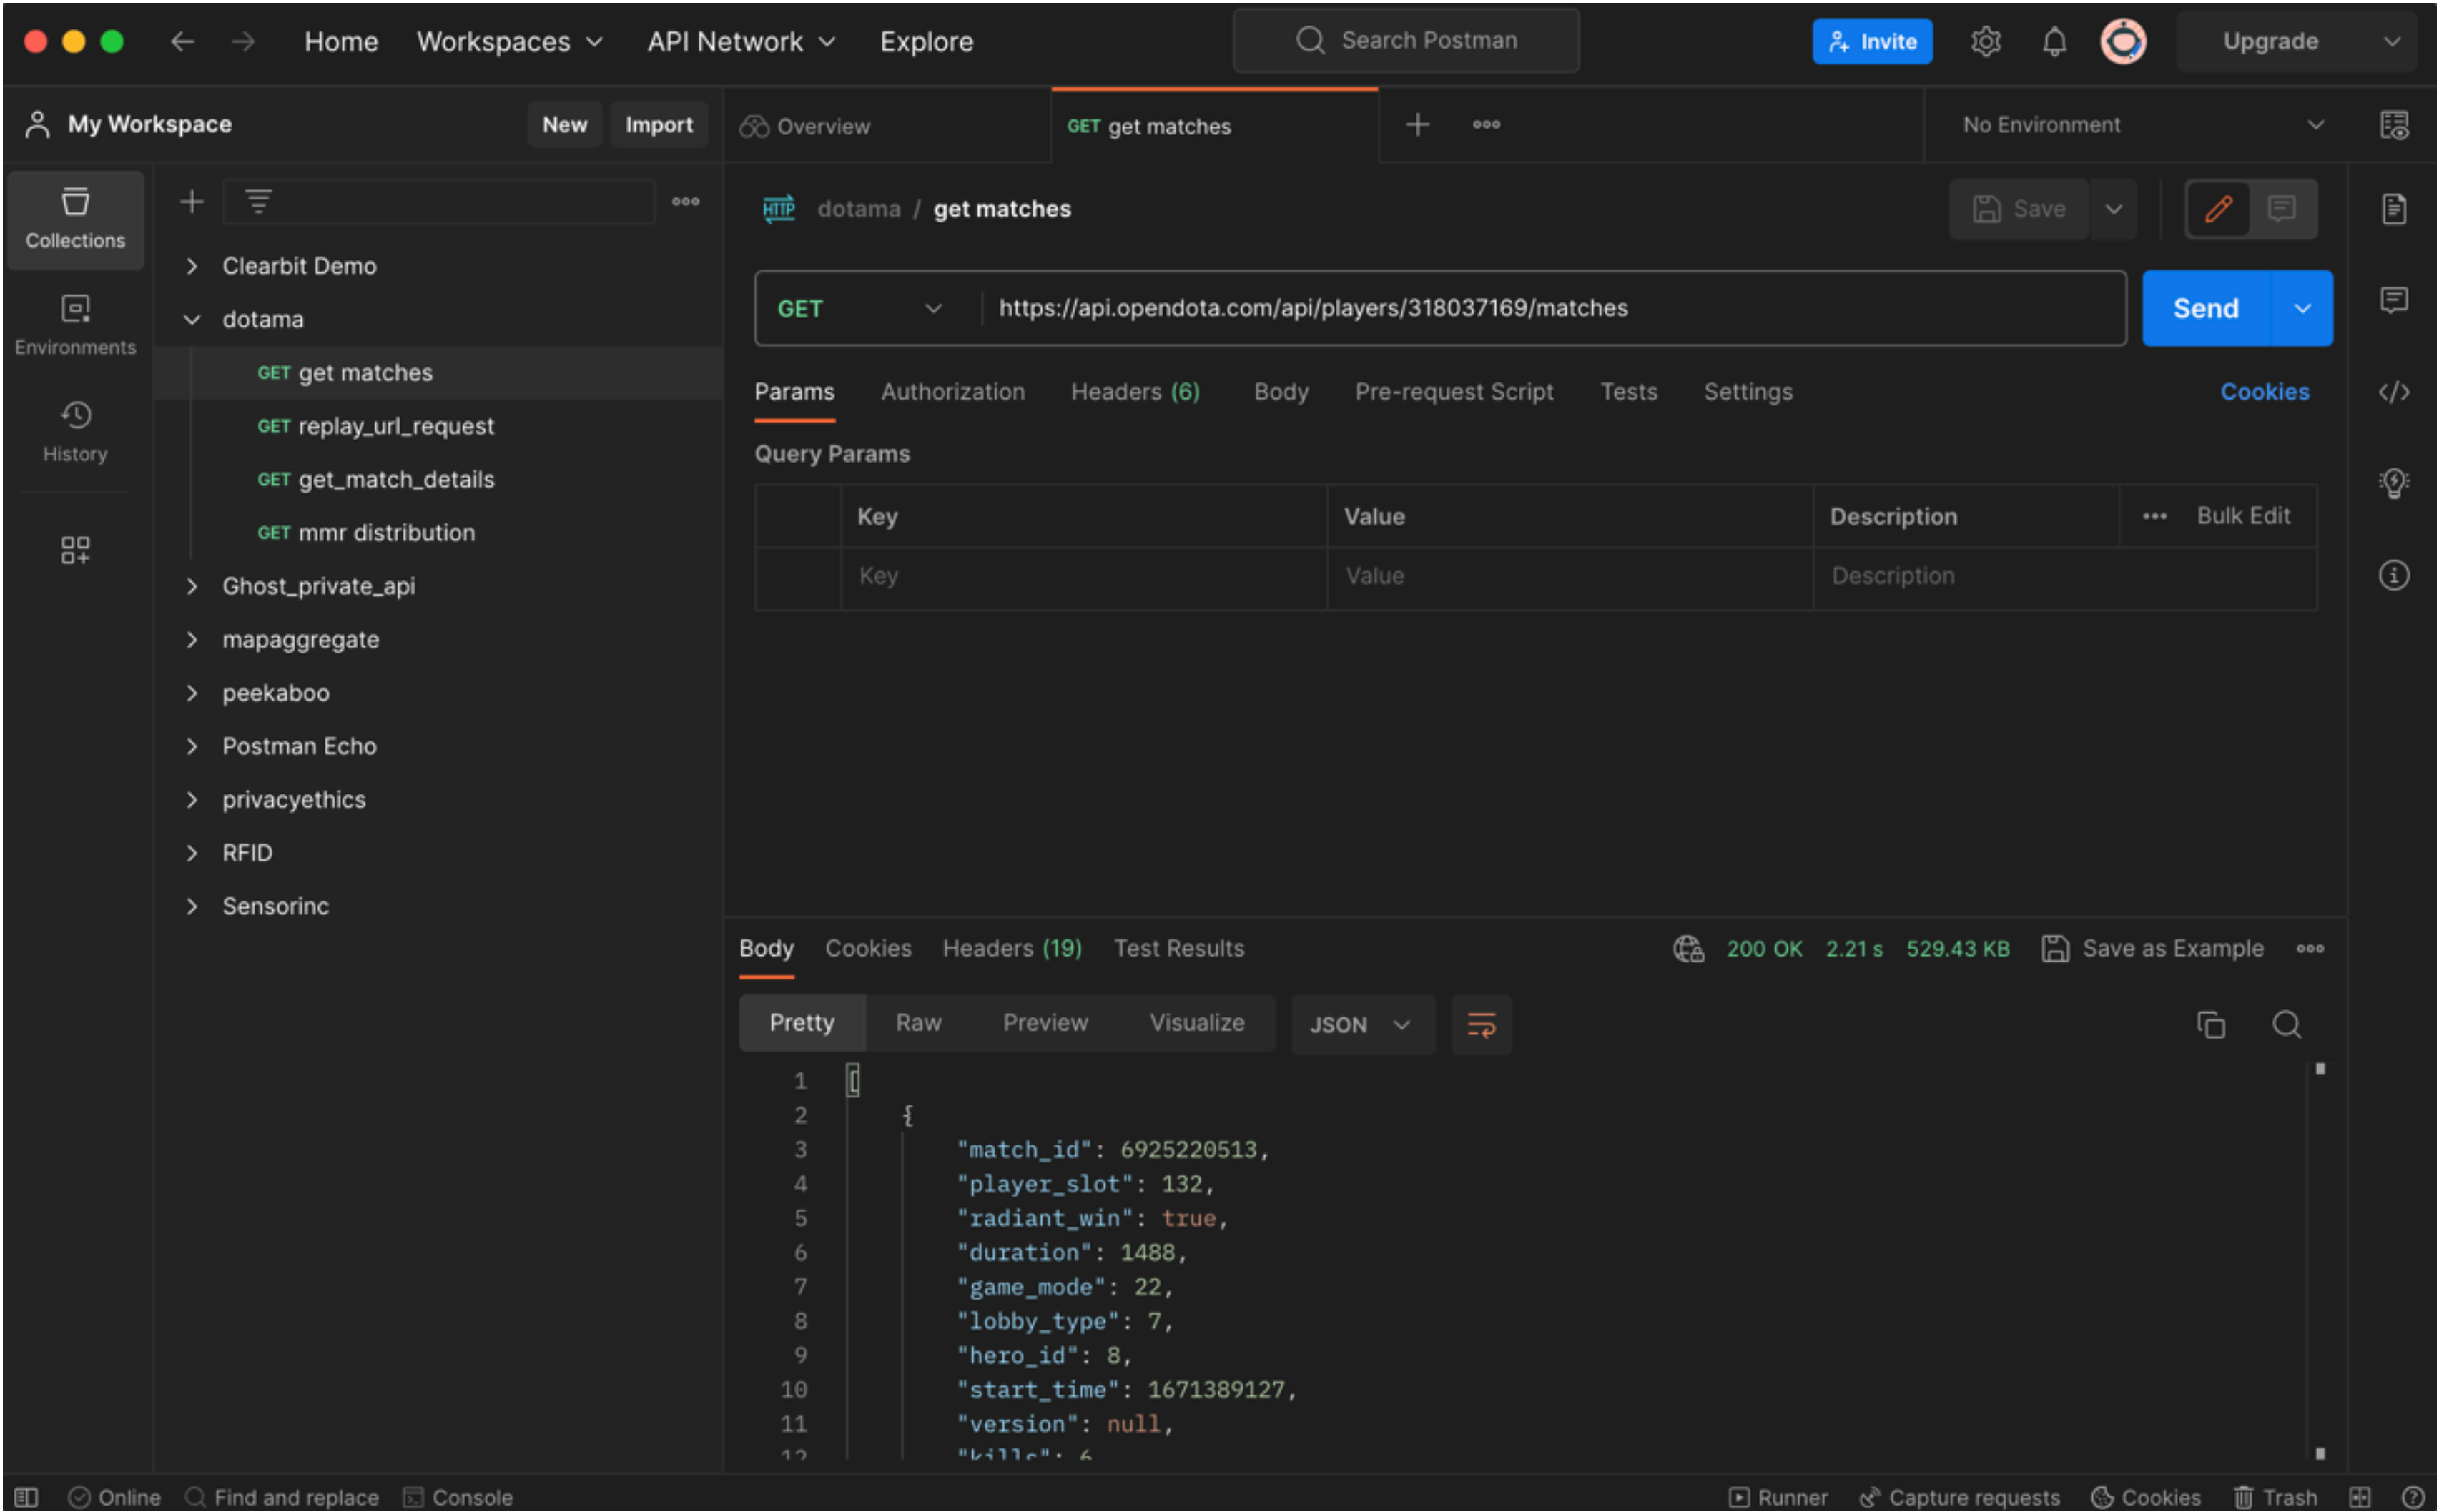 Home Workspaces API Network Explore Search Postman Invite Upgrade
My Workspace New Import Overview GET get matches No Environment
Collections
Environments
History
Clearbit Demo
dotama
GET get matches
GET replay_url_request
GET get_match_details
GET mmr distribution
Ghost_private_api
mapaggregate
peekaboo
Postman Echo
privacyethics
RFID
Sensorinc
HTTP dotama / get matches Save
GET https://api.opendota.com/api/players/318037169/matches Send
Params Authorization Headers (6) Body Pre-request Script Tests Settings Cookies
Query Params
Key Value Description Bulk Edit
Key Value Description
Body Cookies Headers (19) Test Results 200 OK 2.21 s 529.43 KB Save as Example
Pretty Raw Preview Visualize JSON
1 [
2 {
3 "match_id": 6925220513,
4 "player_slot": 132,
5 "radiant_win": true,
6 "duration": 1488,
7 "game_mode": 22,
8 "lobby_type": 7,
9 "hero_id": 8,
10 "start_time": 1671389127,
11 "version": null,
12 "kills": 6
Online Find and replace Console Runner Capture requests Cookies Trash